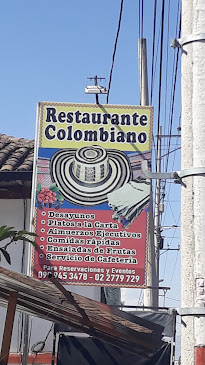 Restaurante
Colombiano
• Desayunos
• Platos a la Carta
• Almuerzos Ejecutivos
• Comidas rápidas
• Ensaladas de Frutas
• Servicio de Cafetería
Para Reservaciones y Eventos
02 2779 729